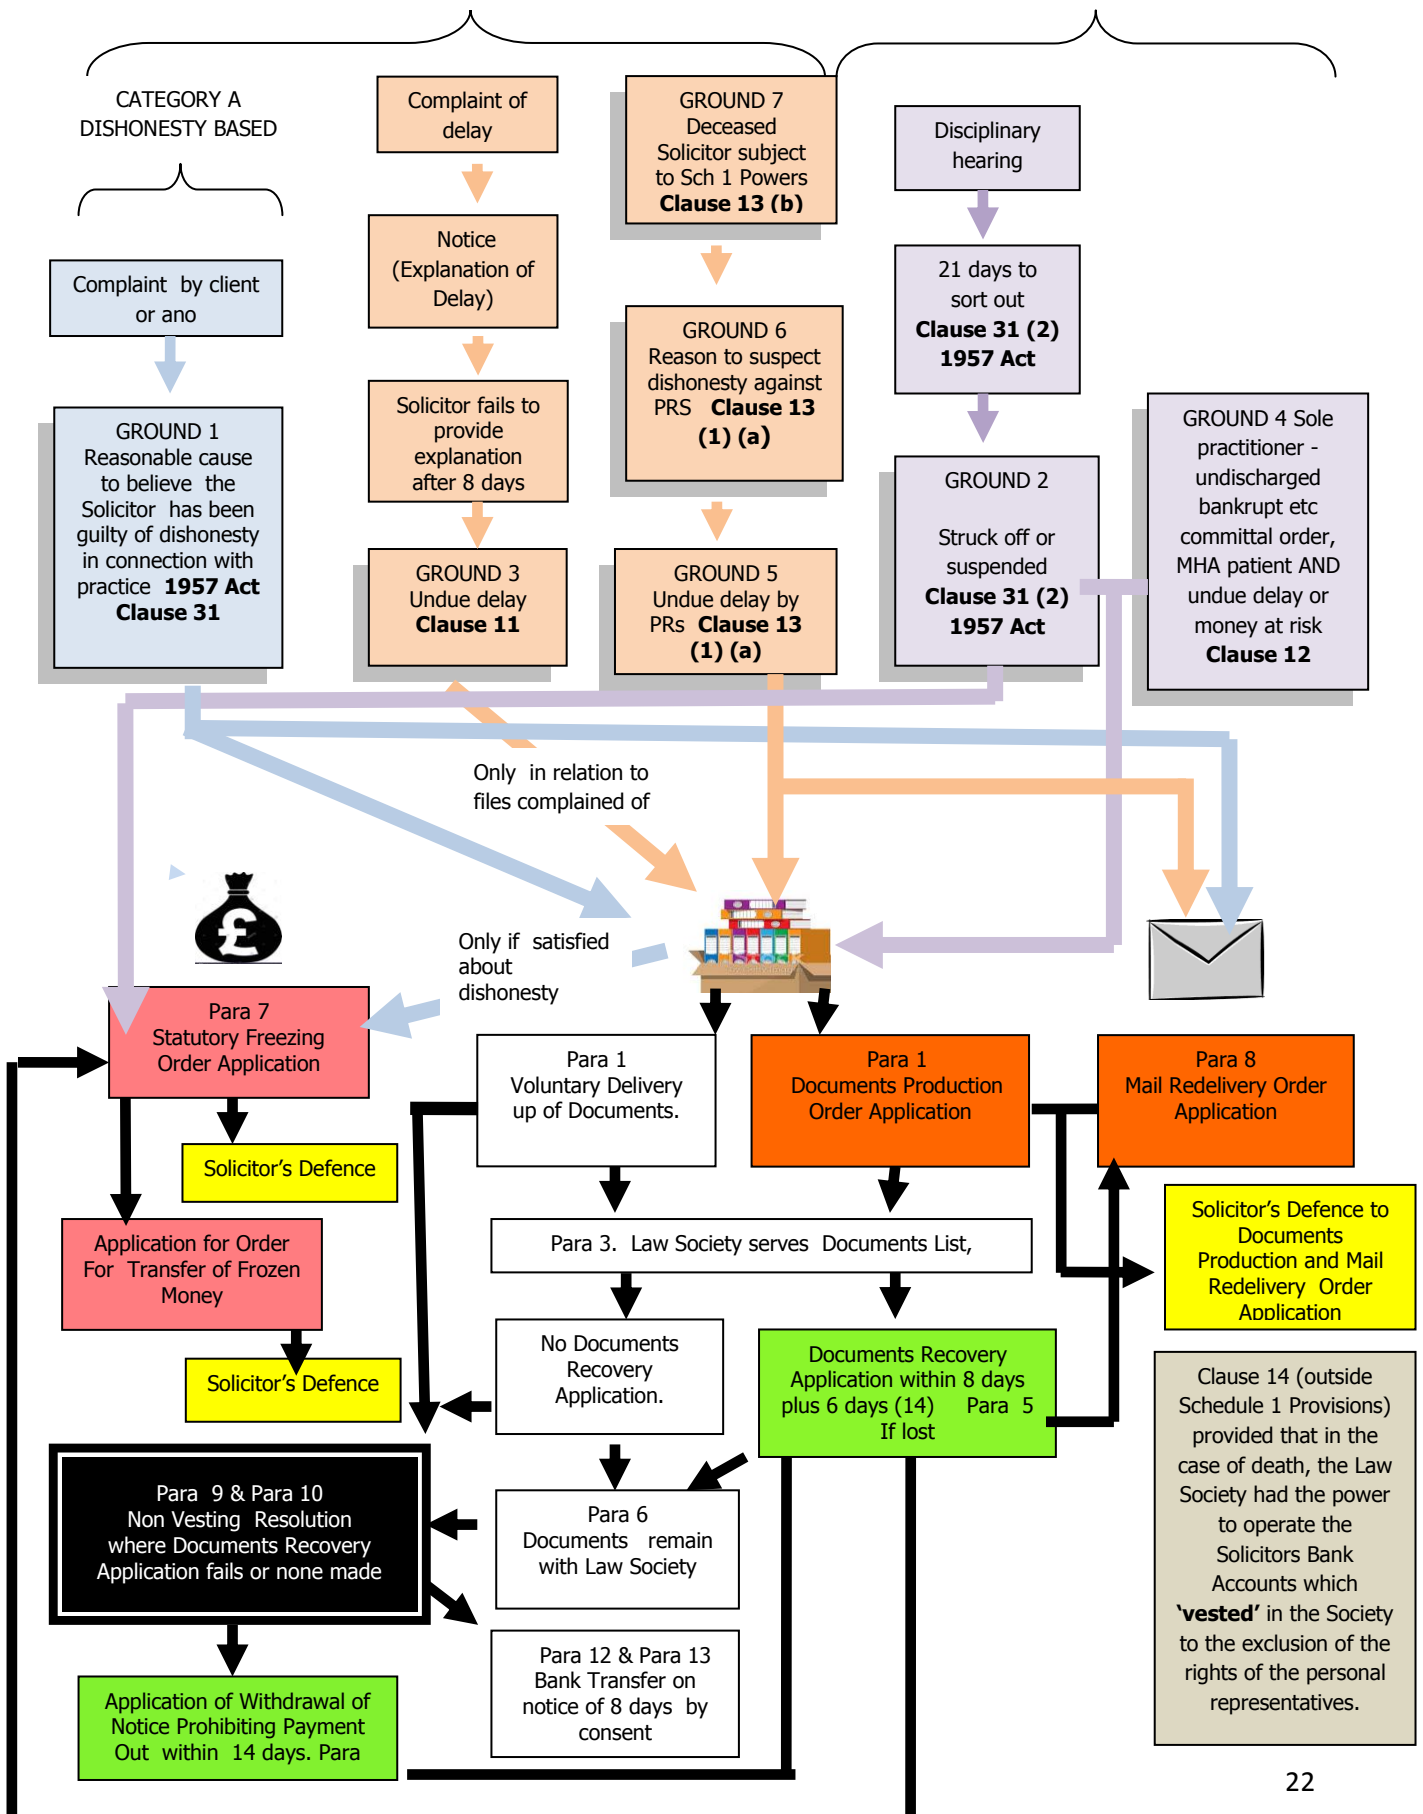 CATEGORY A
DISHONESTY BASED
Complaint of
delay
GROUND 7
Deceased
Solicitor subject
to Sch 1 Powers
Clause 13 (b)
Disciplinary
hearing
Complaint by client
or ano
Notice
(Explanation of
Delay)
21 days to
sort out
Clause 31 (2)
1957 Act
GROUND 6
Reason to suspect
dishonesty against
PRS Clause 13
(1) (a)
Solicitor fails to
provide
explanation
after 8 days
GROUND 1
Reasonable cause
to believe the
Solicitor has been
guilty of dishonesty
in connection with
practice 1957 Act
Clause 31
GROUND 3
Undue delay
Clause 11
GROUND 5
Undue delay by
PRs Clause 13
(1) (a)
GROUND 2
Struck off or
suspended
Clause 31 (2)
1957 Act
GROUND 4 Sole
practitioner -
undischarged
bankrupt etc
committal order,
MHA patient AND
undue delay or
money at risk
Clause 12
Only in relation to
files complained of
£
Only if satisfied
about
dishonesty
Para 7
Statutory Freezing
Order Application
Para 1
Voluntary Delivery
up of Documents.
Para 1
Documents Production
Order Application
Para 8
Mail Redelivery Order
Application
Solicitor's Defence
Solicitor's Defence to
Documents
Production and Mail
Redelivery Order
Application
Application for Order
For Transfer of Frozen
Money
Para 3. Law Society serves Documents List,
Solicitor's Defence
No Documents
Recovery
Application.
Documents Recovery
Application within 8 days
plus 6 days (14) Para 5
If lost
Clause 14 (outside
Schedule 1 Provisions)
provided that in the
case of death, the Law
Society had the power
to operate the
Solicitors Bank
Accounts which
‘vested’ in the Society
to the exclusion of the
rights of the personal
representatives.
Para 9 & Para 10
Non Vesting Resolution
where Documents Recovery
Application fails or none made
Para 6
Documents remain
with Law Society
Para 12 & Para 13
Bank Transfer on
notice of 8 days by
consent
Application of Withdrawal of
Notice Prohibiting Payment
Out within 14 days. Para
22